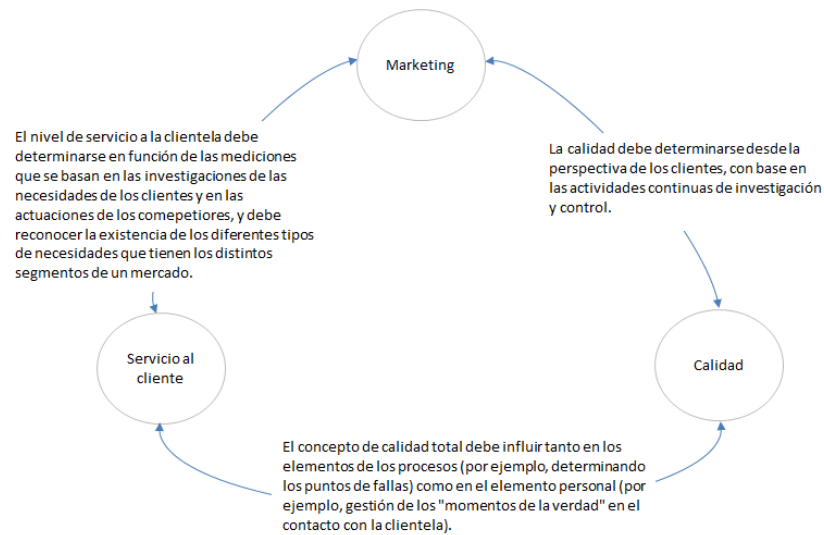 Marketing
El nivel de servicio a la clientela debe
determinarse en función de las mediciones
que se basan en las investigaciones de las
necesidades de los clientes y en las
actuaciones de los comepetiores, y debe
reconocer la existencia de los diferentes tipos
de necesidades que tienen los distintos
segmentos de un mercado.
La calidad debe determinarse desde la
perspectiva de los clientes, con base en
las actividades continuas de investigación
y control.
Servicio al
cliente
Calidad
El concepto de calidad total debe influir tanto en los
elementos de los procesos (por ejemplo, determinando
los puntos de fallas) como en el elemento personal (por
ejemplo, gestión de los "momentos de la verdad" en el
contacto con la clientela).